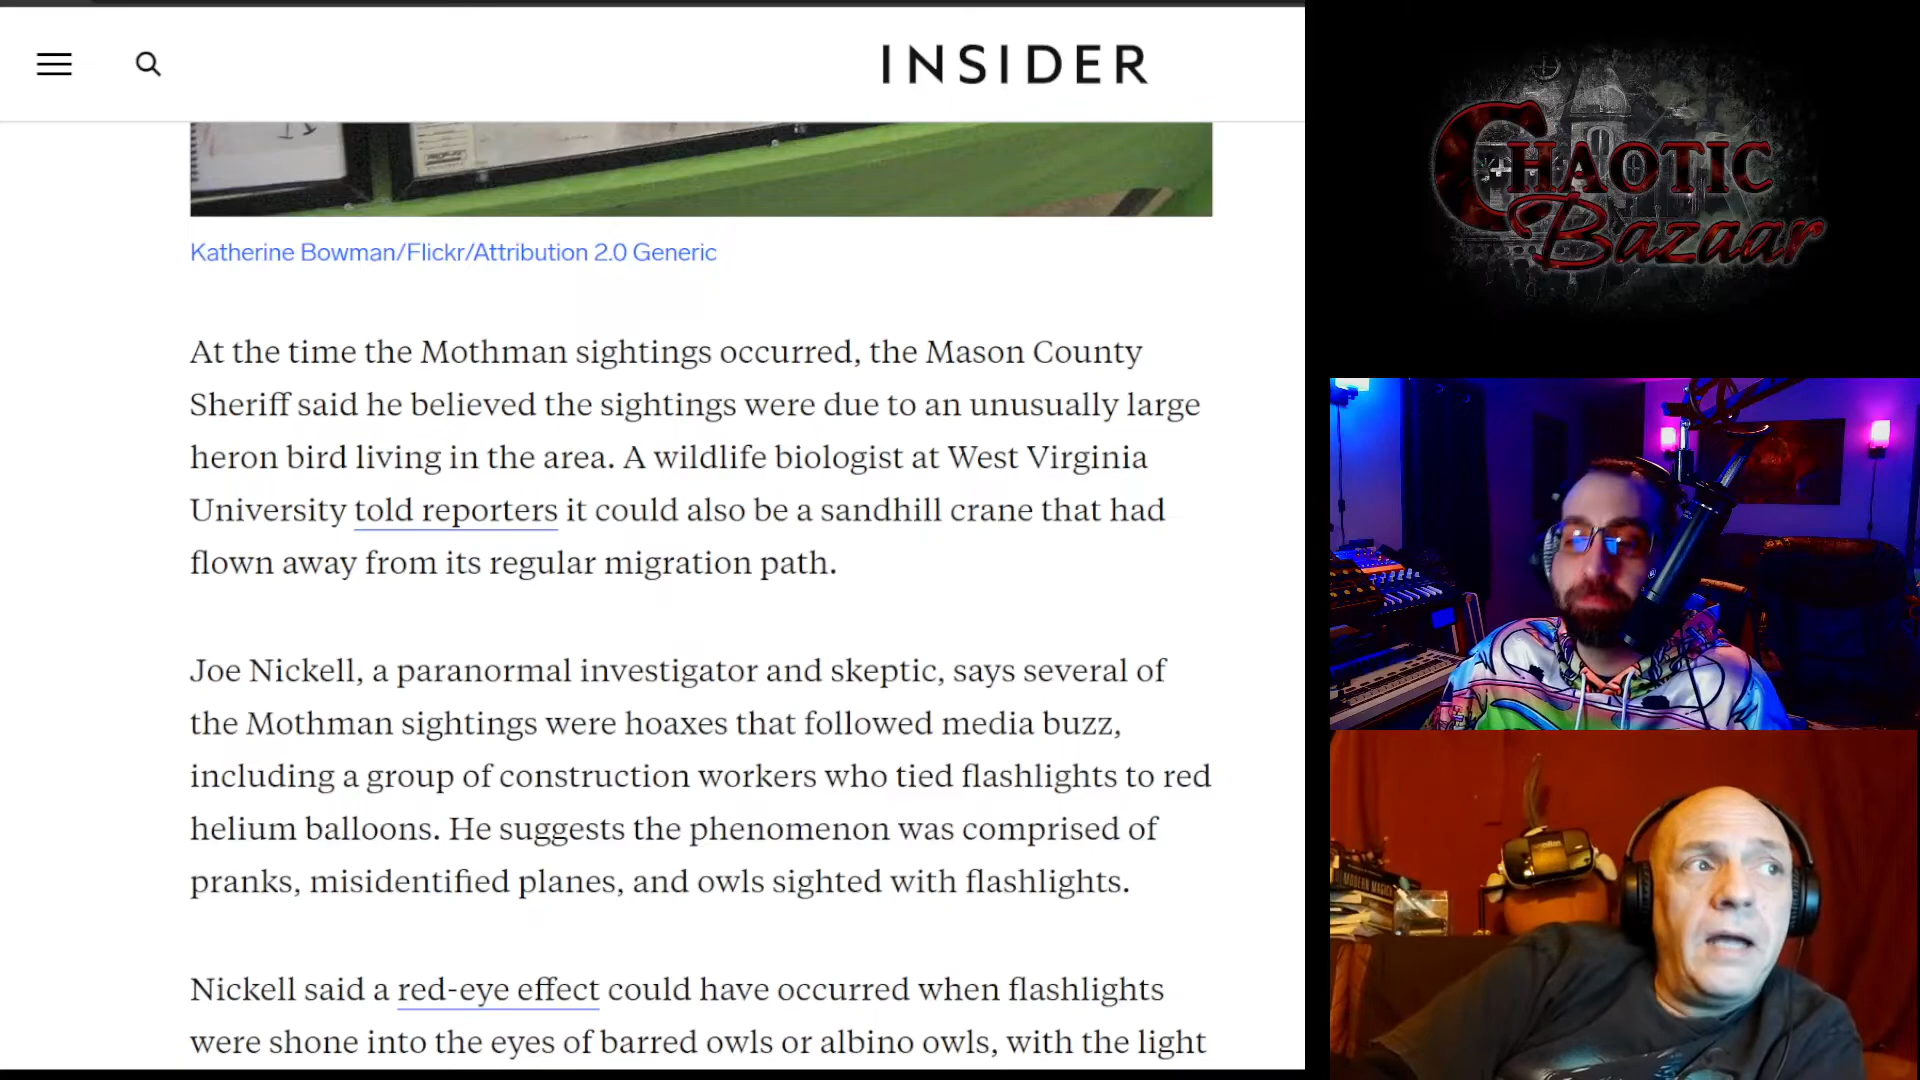 INSIDER
Katherine Bowman/Flickr/Attribution 2.0 Generic
At the time the Mothman sightings occurred, the Mason County
Sheriff said he believed the sightings were due to an unusually large
heron bird living in the area. A wildlife biologist at West Virginia
University told reporters it could also be a sandhill crane that had
flown away from its regular migration path.
Joe Nickell, a paranormal investigator and skeptic, says several of
the Mothman sightings were hoaxes that followed media buzz,
including a group of construction workers who tied flashlights to red
helium balloons. He suggests the phenomenon was comprised of
pranks, misidentified planes, and owls sighted with flashlights.
Nickell said a red-eye effect could have occurred when flashlights
were shone into the eyes of barred owls or albino owls, with the light
CHAOTIC
Bazaar
MODERN MAGICK